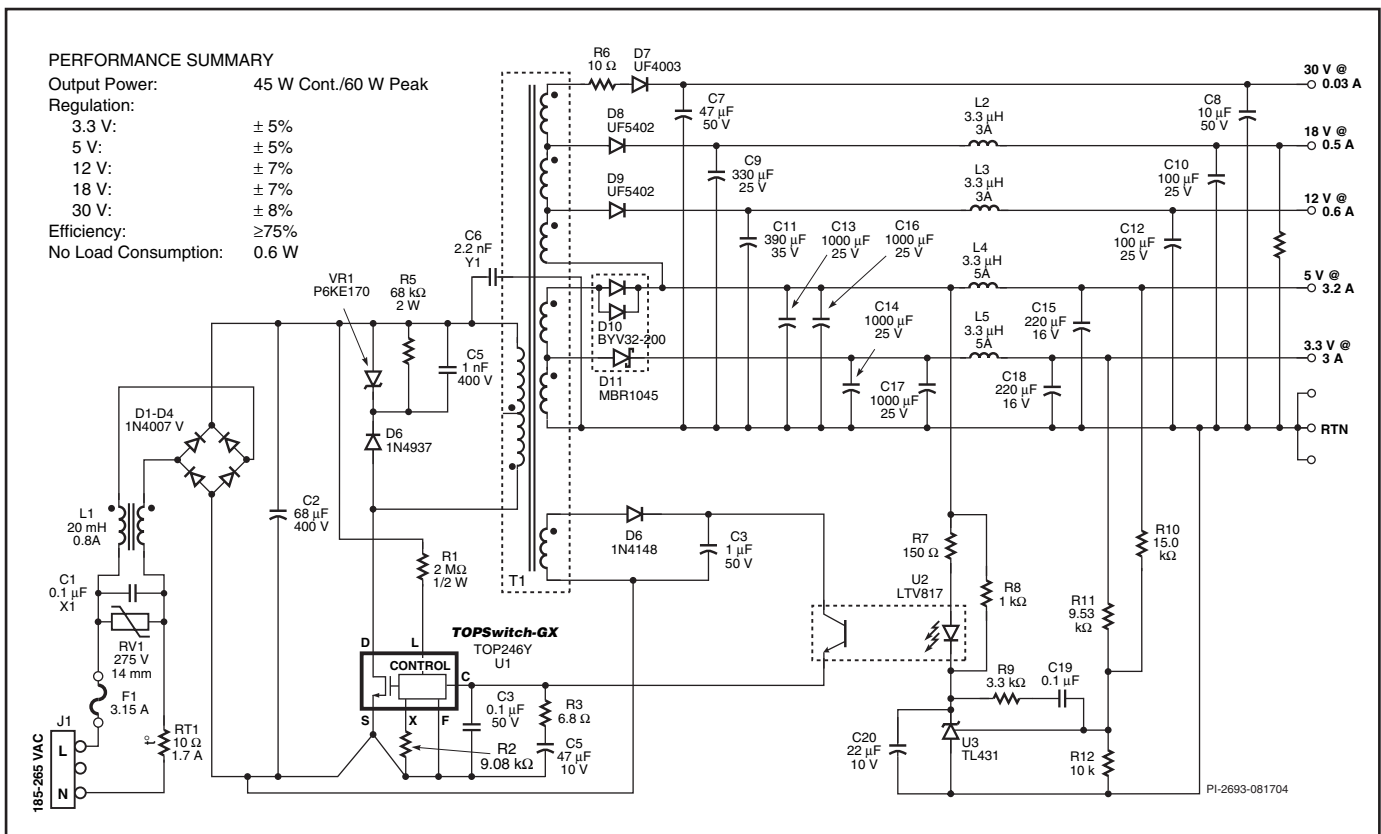 PERFORMANCE SUMMARY
Output Power: 45 W Cont./60 W Peak
Regulation:
3.3 V: ± 5%
5 V: ± 5%
12 V: ± 7%
18 V: ± 7%
30 V: ± 8%
Efficiency: ≥75%
No Load Consumption: 0.6 W
R6
10 Ω
D7
UF4003
C7
47 µF
50 V
D8
UF5402
C9
330 µF
25 V
D9
UF5402
L2
3.3 µH
3A
C8
10 µF
50 V
30 V @
0.03 A
18 V @
0.5 A
L3
3.3 µH
3A
C10
100 µF
25 V
12 V @
0.6 A
C11
390 µF
35 V
C13
1000 µF
25 V
C16
1000 µF
25 V
C12
100 µF
25 V
L4
3.3 µH
5A
5 V @
3.2 A
C14
1000 µF
25 V
C15
220 µF
16 V
L5
3.3 µH
5A
3.3 V @
3 A
C17
1000 µF
25 V
C18
220 µF
16 V
RTN
C6
2.2 nF
Y1
VR1
P6KE170
R5
68 kΩ
2 W
C5
1 nF
400 V
D10
BYV32-200
D11
MBR1045
D6
1N4937
D1-D4
1N4007 V
L1
20 mH
0.8A
C2
68 µF
400 V
C1
0.1 µF
X1
RV1
275 V
14 mm
F1
3.15 A
J1
L
N
185-265 VAC
RT1
10 Ω
1.7 A
t°
R1
2 MΩ
1/2 W
T1
D6
1N4148
C3
1 µF
50 V
TOPSwitch-GX
TOP246Y
U1
D
L
CONTROL
C
S
X
F
R2
9.08 kΩ
C3
0.1 µF
50 V
R3
6.8 Ω
C5
47 µF
10 V
U2
LTV817
R7
150 Ω
R8
1 kΩ
R9
3.3 kΩ
C19
0.1 µF
R10
15.0
kΩ
R11
9.53
kΩ
C20
22 µF
10 V
U3
TL431
R12
10 k
PI-2693-081704